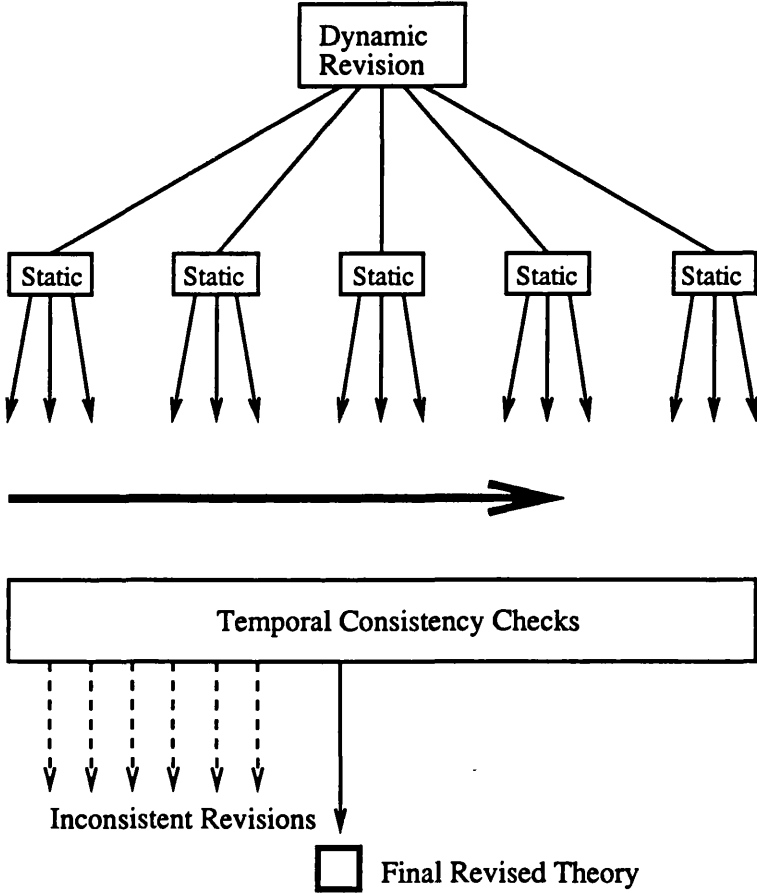 Dynamic
Revision
Static Static Static Static Static
Temporal Consistency Checks
Inconsistent Revisions
Final Revised Theory